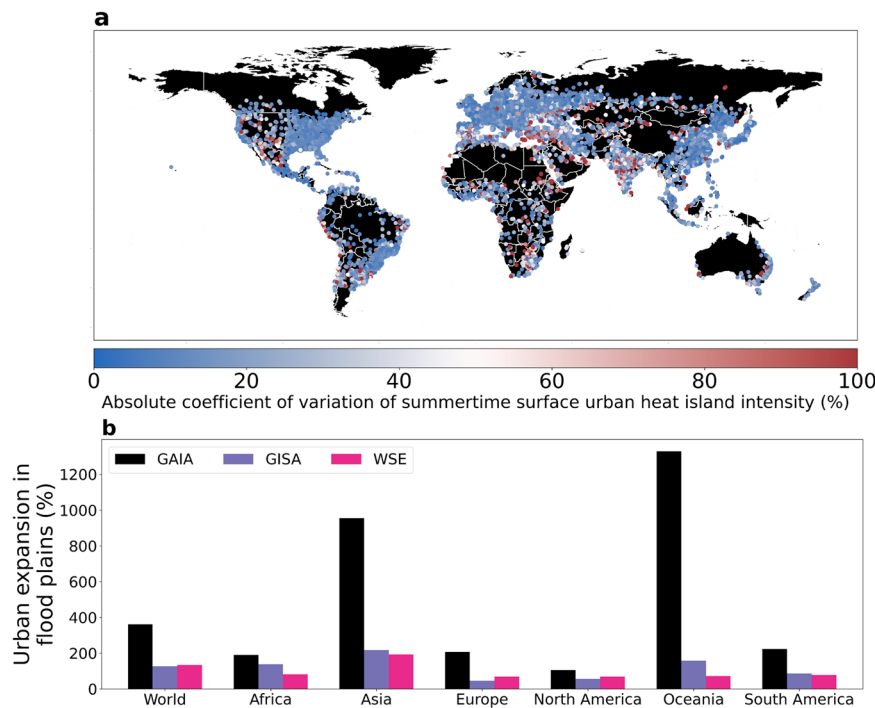 a
0 20 40 60 80 100
Absolute coefficient of variation of summertime surface urban heat island intensity (%)
b
Urban expansion in
flood plains (%)
GAIA GISA WSE
1200
1000
800
600
400
200
0
World Africa Asia Europe North America Oceania South America